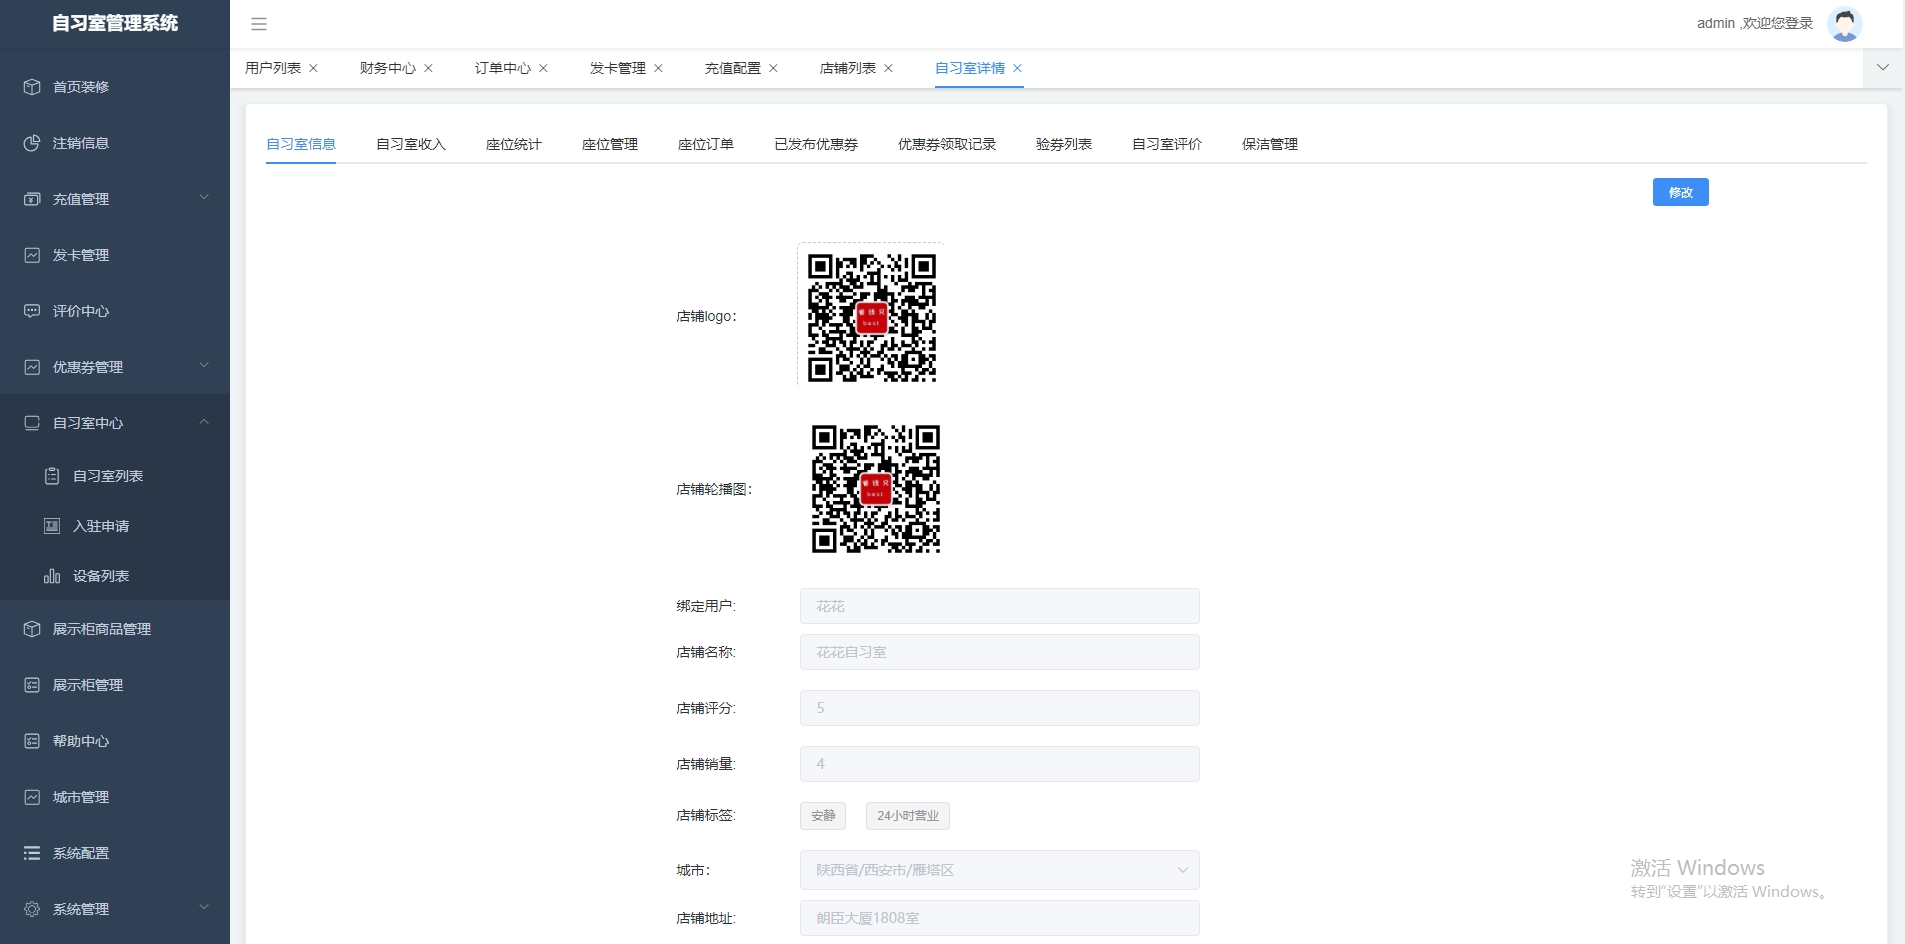 自习室管理系统
admin ,欢迎您登录
首页装修
注销信息
充值管理
发卡管理
评价中心
优惠券管理
自习室中心
自习室列表
入驻申请
设备列表
展示柜商品管理
展示柜管理
帮助中心
城市管理
系统配置
系统管理
用户列表 财务中心 订单中心 发卡管理 充值配置 店铺列表 自习室详情
自习室信息 自习室收入 座位统计 座位管理 座位订单 已发布优惠券 优惠券领取记录 验券列表 自习室评价 保洁管理
修改
店铺logo：
省钱兄
best
店铺轮播图：
省钱兄
best
绑定用户: 花花
店铺名称: 花花自习室
店铺评分: 5
店铺销量: 4
店铺标签: 安静 24小时营业
城市： 陕西省/西安市/雁塔区
店铺地址: 朗臣大厦1808室
激活 Windows
转到"设置"以激活 Windows。